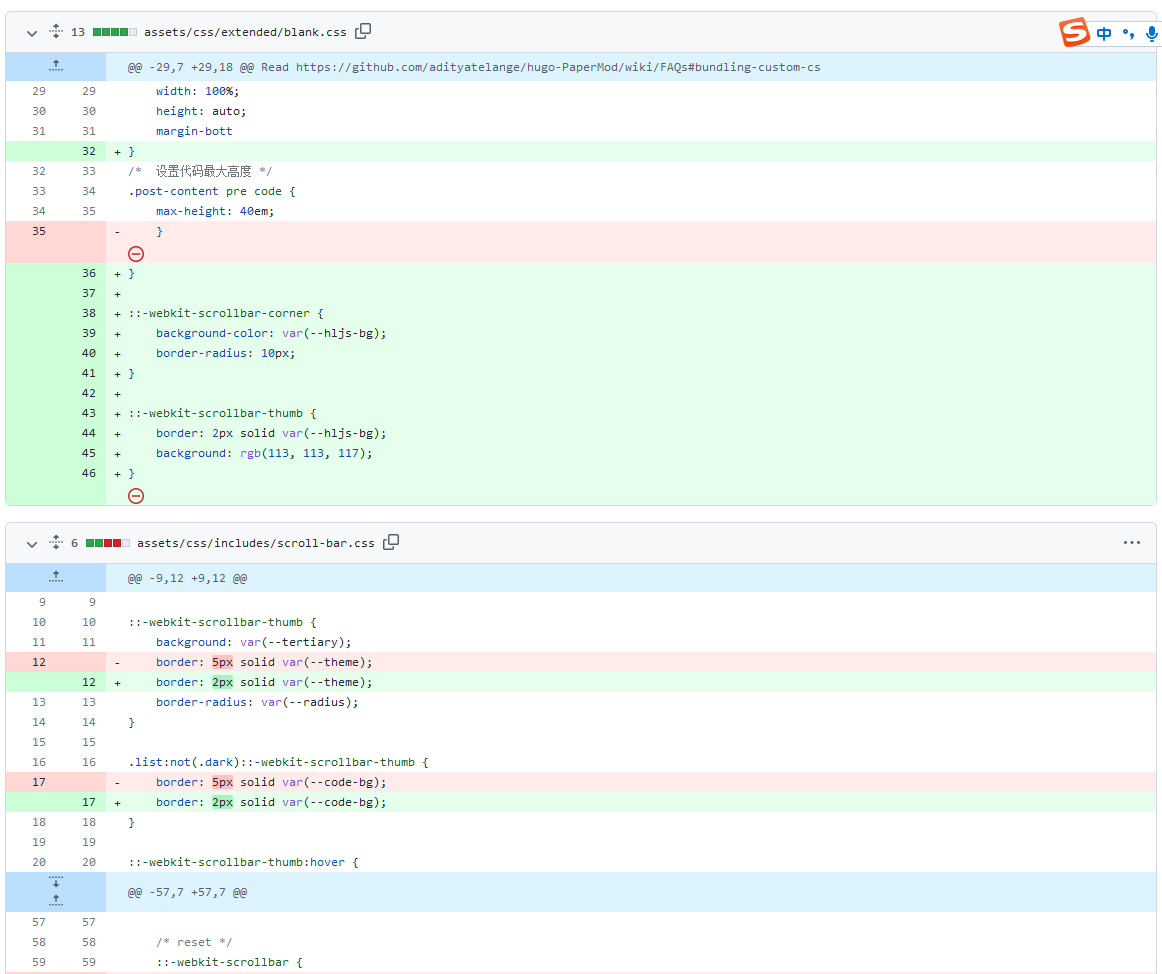 13 assets/css/extended/blank.css
中
@@ -29,7 +29,18 @@ Read https://github.com/adityatelange/hugo-PaperMod/wiki/FAQs#bundling-custom-cs
29 29 width: 100%;
30 30 height: auto;
31 31 margin-bott
32 + }
32 33 /* 设置代码最大高度 */
33 34 .post-content pre code {
34 35 max-height: 40em;
35 - }
36 + }
37 +
38 + ::-webkit-scrollbar-corner {
39 + background-color: var(--hljs-bg);
40 + border-radius: 10px;
41 + }
42 +
43 + ::-webkit-scrollbar-thumb {
44 + border: 2px solid var(--hljs-bg);
45 + background: rgb(113, 113, 117);
46 + }
6 assets/css/includes/scroll-bar.css
@@ -9,12 +9,12 @@
9 9
10 10 ::-webkit-scrollbar-thumb {
11 11 background: var(--tertiary);
12 - border: 5px solid var(--theme);
12 + border: 2px solid var(--theme);
13 13 border-radius: var(--radius);
14 14 }
15 15
16 16 .list:not(.dark)::-webkit-scrollbar-thumb {
17 - border: 5px solid var(--code-bg);
17 + border: 2px solid var(--code-bg);
18 18 }
19 19
20 20 ::-webkit-scrollbar-thumb:hover {
@@ -57,7 +57,7 @@
57 57
58 58 /* reset */
59 59 ::-webkit-scrollbar {